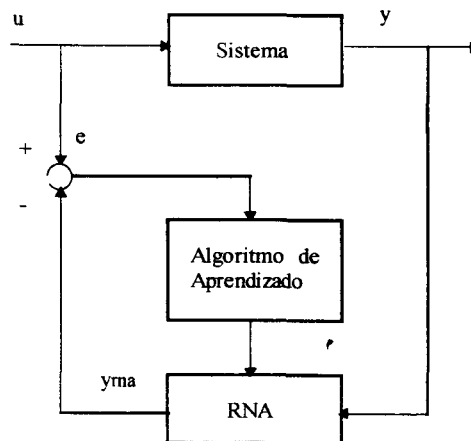 u
y
Sistema
e
+
-
Algoritmo de
Aprendizado
yrna
RNA